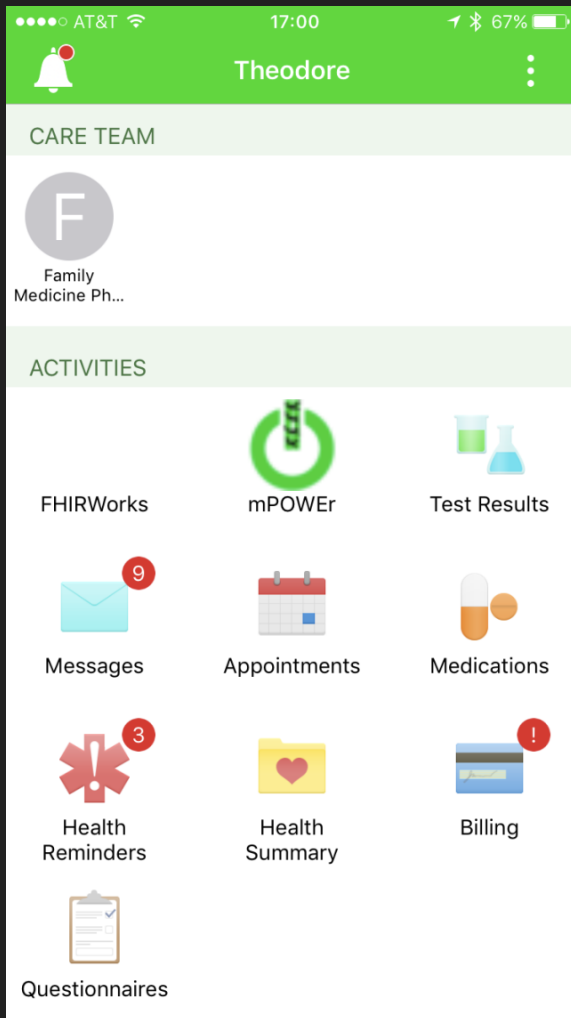 AT&T 17:00 67%
Theodore
CARE TEAM
F
Family
Medicine Ph...
ACTIVITIES
FHIRWorks mPOWEr Test Results
9
Messages Appointments Medications
3 !
Health Health Billing
Reminders Summary
Questionnaires